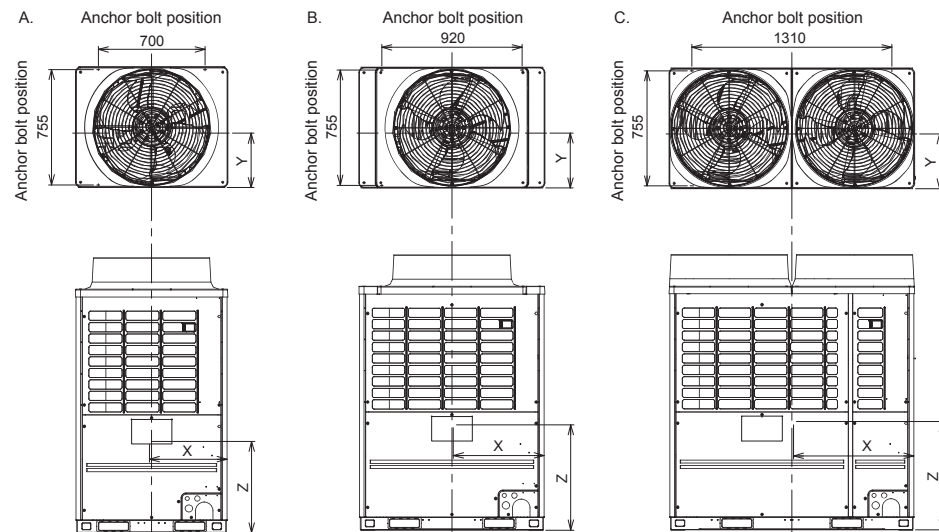 A.
Anchor bolt position
700
Anchor bolt position
755
Y
X
Z
B.
Anchor bolt position
920
Anchor bolt position
755
Y
X
Z
C.
Anchor bolt position
1310
Anchor bolt position
755
Y
X
Z